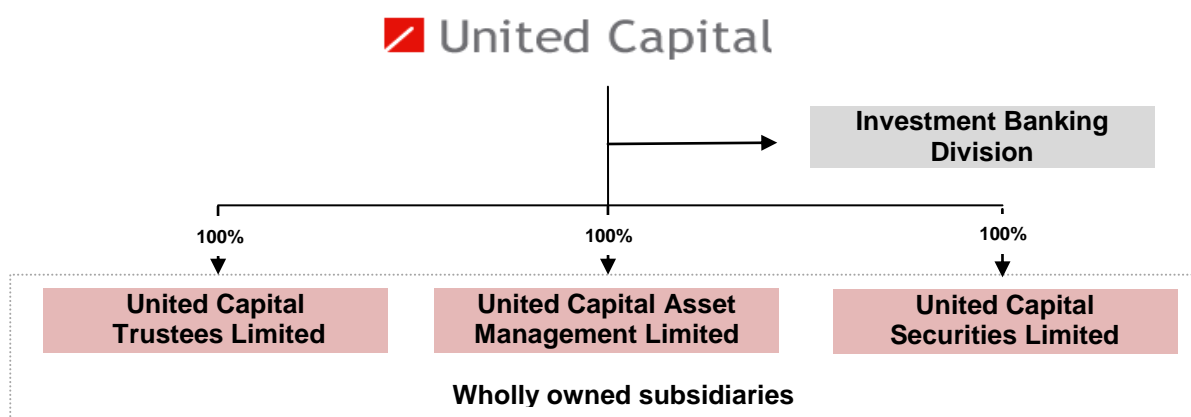 United Capital
Investment Banking
Division
100%
100%
100%
United Capital
Trustees Limited
United Capital Asset
Management Limited
United Capital
Securities Limited
Wholly owned subsidiaries